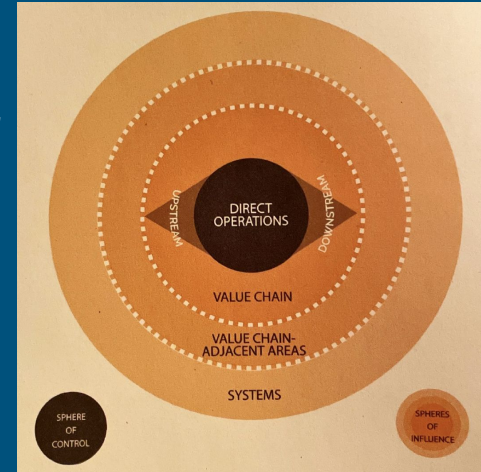 DIRECT
OPERATIONS
UPSTREAM
DOWNSTREAM
VALUE CHAIN
VALUE CHAIN-
ADJACENT AREAS
SYSTEMS
SPHERE
OF
CONTROL
SPHERES
OF
INFLUENCE